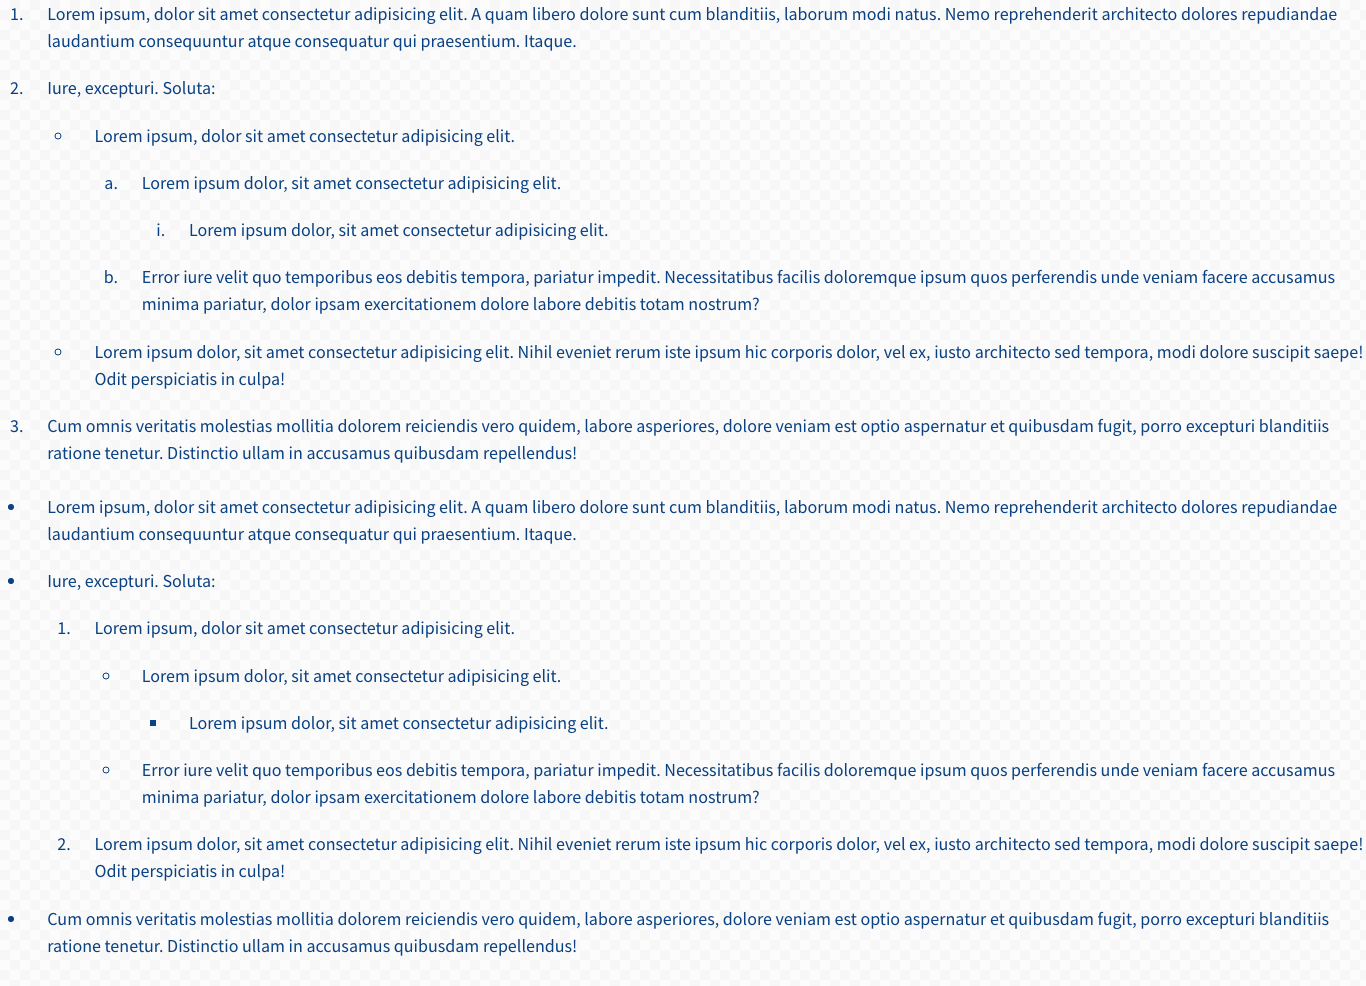 1. Lorem ipsum, dolor sit amet consectetur adipisicing elit. A quam libero dolore sunt cum blanditiis, laborum modi natus. Nemo reprehenderit architecto dolores repudiandae
laudantium consequuntur atque consequatur qui praesentium. Itaque.
2. Iure, excepturi. Soluta:
◦ Lorem ipsum, dolor sit amet consectetur adipisicing elit.
a. Lorem ipsum dolor, sit amet consectetur adipisicing elit.
i. Lorem ipsum dolor, sit amet consectetur adipisicing elit.
b. Error iure velit quo temporibus eos debitis tempora, pariatur impedit. Necessitatibus facilis doloremque ipsum quos perferendis unde veniam facere accusamus
minima pariatur, dolor ipsam exercitationem dolore labore debitis totam nostrum?
◦ Lorem ipsum dolor, sit amet consectetur adipisicing elit. Nihil eveniet rerum iste ipsum hic corporis dolor, vel ex, iusto architecto sed tempora, modi dolore suscipit saepe!
Odit perspiciatis in culpa!
3. Cum omnis veritatis molestias mollitia dolorem reiciendis vero quidem, labore asperiores, dolore veniam est optio aspernatur et quibusdam fugit, porro excepturi blanditiis
ratione tenetur. Distinctio ullam in accusamus quibusdam repellendus!
• Lorem ipsum, dolor sit amet consectetur adipisicing elit. A quam libero dolore sunt cum blanditiis, laborum modi natus. Nemo reprehenderit architecto dolores repudiandae
laudantium consequuntur atque consequatur qui praesentium. Itaque.
• Iure, excepturi. Soluta:
1. Lorem ipsum, dolor sit amet consectetur adipisicing elit.
◦ Lorem ipsum dolor, sit amet consectetur adipisicing elit.
▪ Lorem ipsum dolor, sit amet consectetur adipisicing elit.
◦ Error iure velit quo temporibus eos debitis tempora, pariatur impedit. Necessitatibus facilis doloremque ipsum quos perferendis unde veniam facere accusamus
minima pariatur, dolor ipsam exercitationem dolore labore debitis totam nostrum?
2. Lorem ipsum dolor, sit amet consectetur adipisicing elit. Nihil eveniet rerum iste ipsum hic corporis dolor, vel ex, iusto architecto sed tempora, modi dolore suscipit saepe!
Odit perspiciatis in culpa!
• Cum omnis veritatis molestias mollitia dolorem reiciendis vero quidem, labore asperiores, dolore veniam est optio aspernatur et quibusdam fugit, porro excepturi blanditiis
ratione tenetur. Distinctio ullam in accusamus quibusdam repellendus!